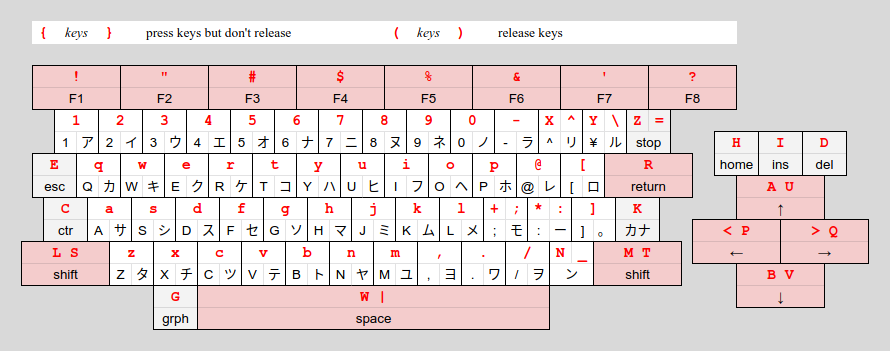 { keys } press keys but don't release ( keys ) release keys
! " # $ % & ' ?
F1 F2 F3 F4 F5 F6 F7 F8
1 2 3 4 5 6 7 8 9 0 - X ^ Y \ Z =
1 ア 2 イ 3 ウ 4 エ 5 オ 6 ナ 7 ニ 8 ヌ 9 ネ 0 ノ - ラ ^ リ ¥ ル stop
H I D
home ins del
E q w e r t y u i o p @ [ R
esc Q カ W キ E ク R ケ T コ Y ハ U ヒ I フ O ヘ P ホ @ レ [ ロ return
A U
↑
C a s d f g h j k l + ; * : ] K
ctr A サ S シ D ス F セ G ソ H マ J ミ K ム L メ ; モ : ー ] 。 カナ
< P > Q
← →
L S z x c v b n m , . / N _ M T
shift Z タ X チ C ツ V テ B ト N ヤ M ユ , ヨ . ワ / ヲ ン shift
B V
↓
G W |
grph space